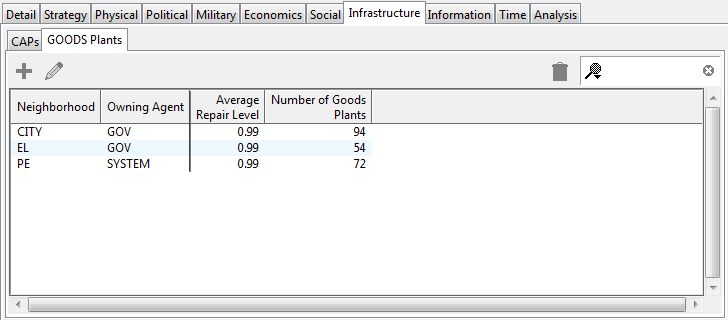 Detail Strategy Physical Political Military Economics Social Infrastructure Information Time Analysis
CAPs GOODS Plants
Neighborhood Owning Agent Average Repair Level Number of Goods Plants
CITY GOV 0.99 94
EL GOV 0.99 54
PE SYSTEM 0.99 72